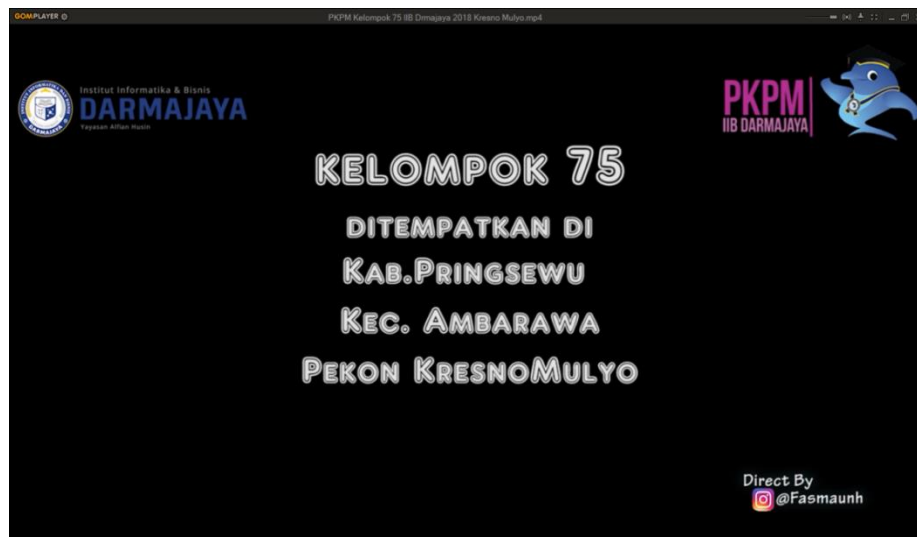 GOMPLAYER
PKPM Kelompok 75 IIB Drmajaya 2018 Kresno Mulyo.mp4
Institut Informatika & Bisnis
DARMAJAYA
Yayasan Alfian Husin
PKPM
IIB DARMAJAYA
KELOMPOK 75
DITEMPATKAN DI
KAB.PRINGSEWU
KEC. AMBARAWA
PEKON KRESNOMULYO
Direct By
@Fasmaunh